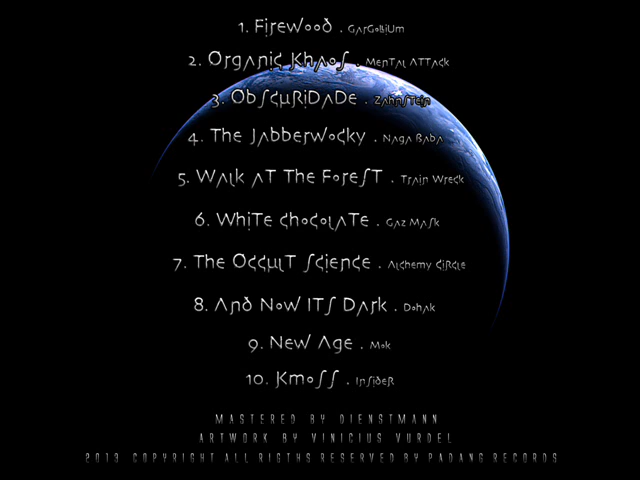 1. Firewood . Gargobium
2. Organic Khaos . Mental Attack
3. Obscuridade . Zahnstein
4. The Jabberwocky . Naga Baba
5. Walk at the Forest . Train Wreck
6. White chocolate . Gaz Mask
7. The Occult Science . Alchemy Circle
8. And Now Its Dark . Dohak
9. New Age . Mok
10. Kmoss . Insider
MASTERED BY DIENSTMANN
ARTWORK BY VINICIUS VURDEL
2013 COPYRIGHT ALL RIGTHS RESERVED BY PADANG RECORDS